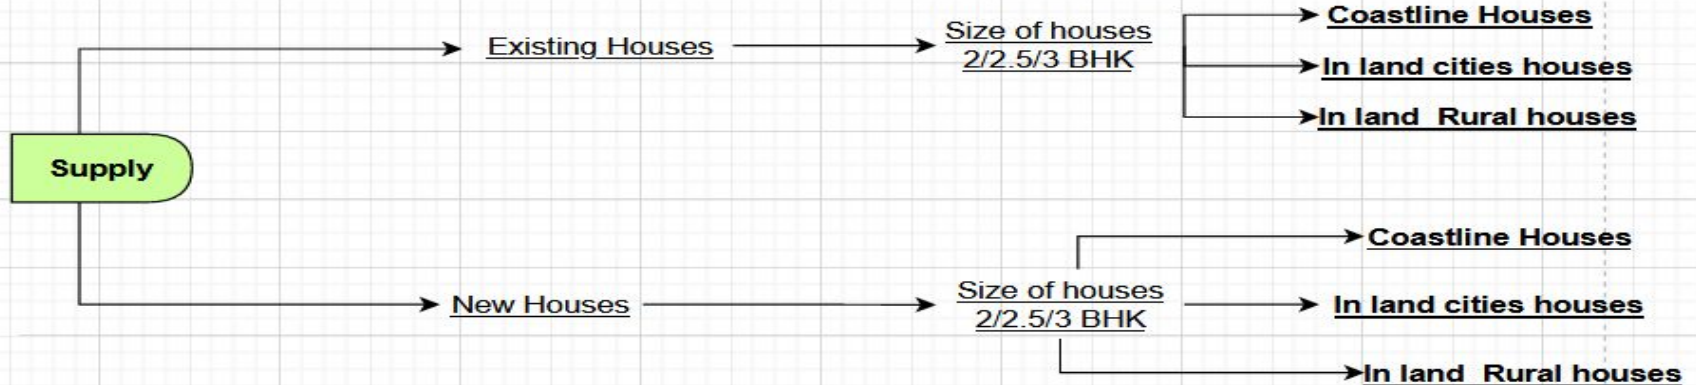 Supply
Existing Houses
Size of houses
2/2.5/3 BHK
Coastline Houses
In land cities houses
In land  Rural houses
New Houses
Size of houses
2/2.5/3 BHK
Coastline Houses
In land cities houses
In land  Rural houses